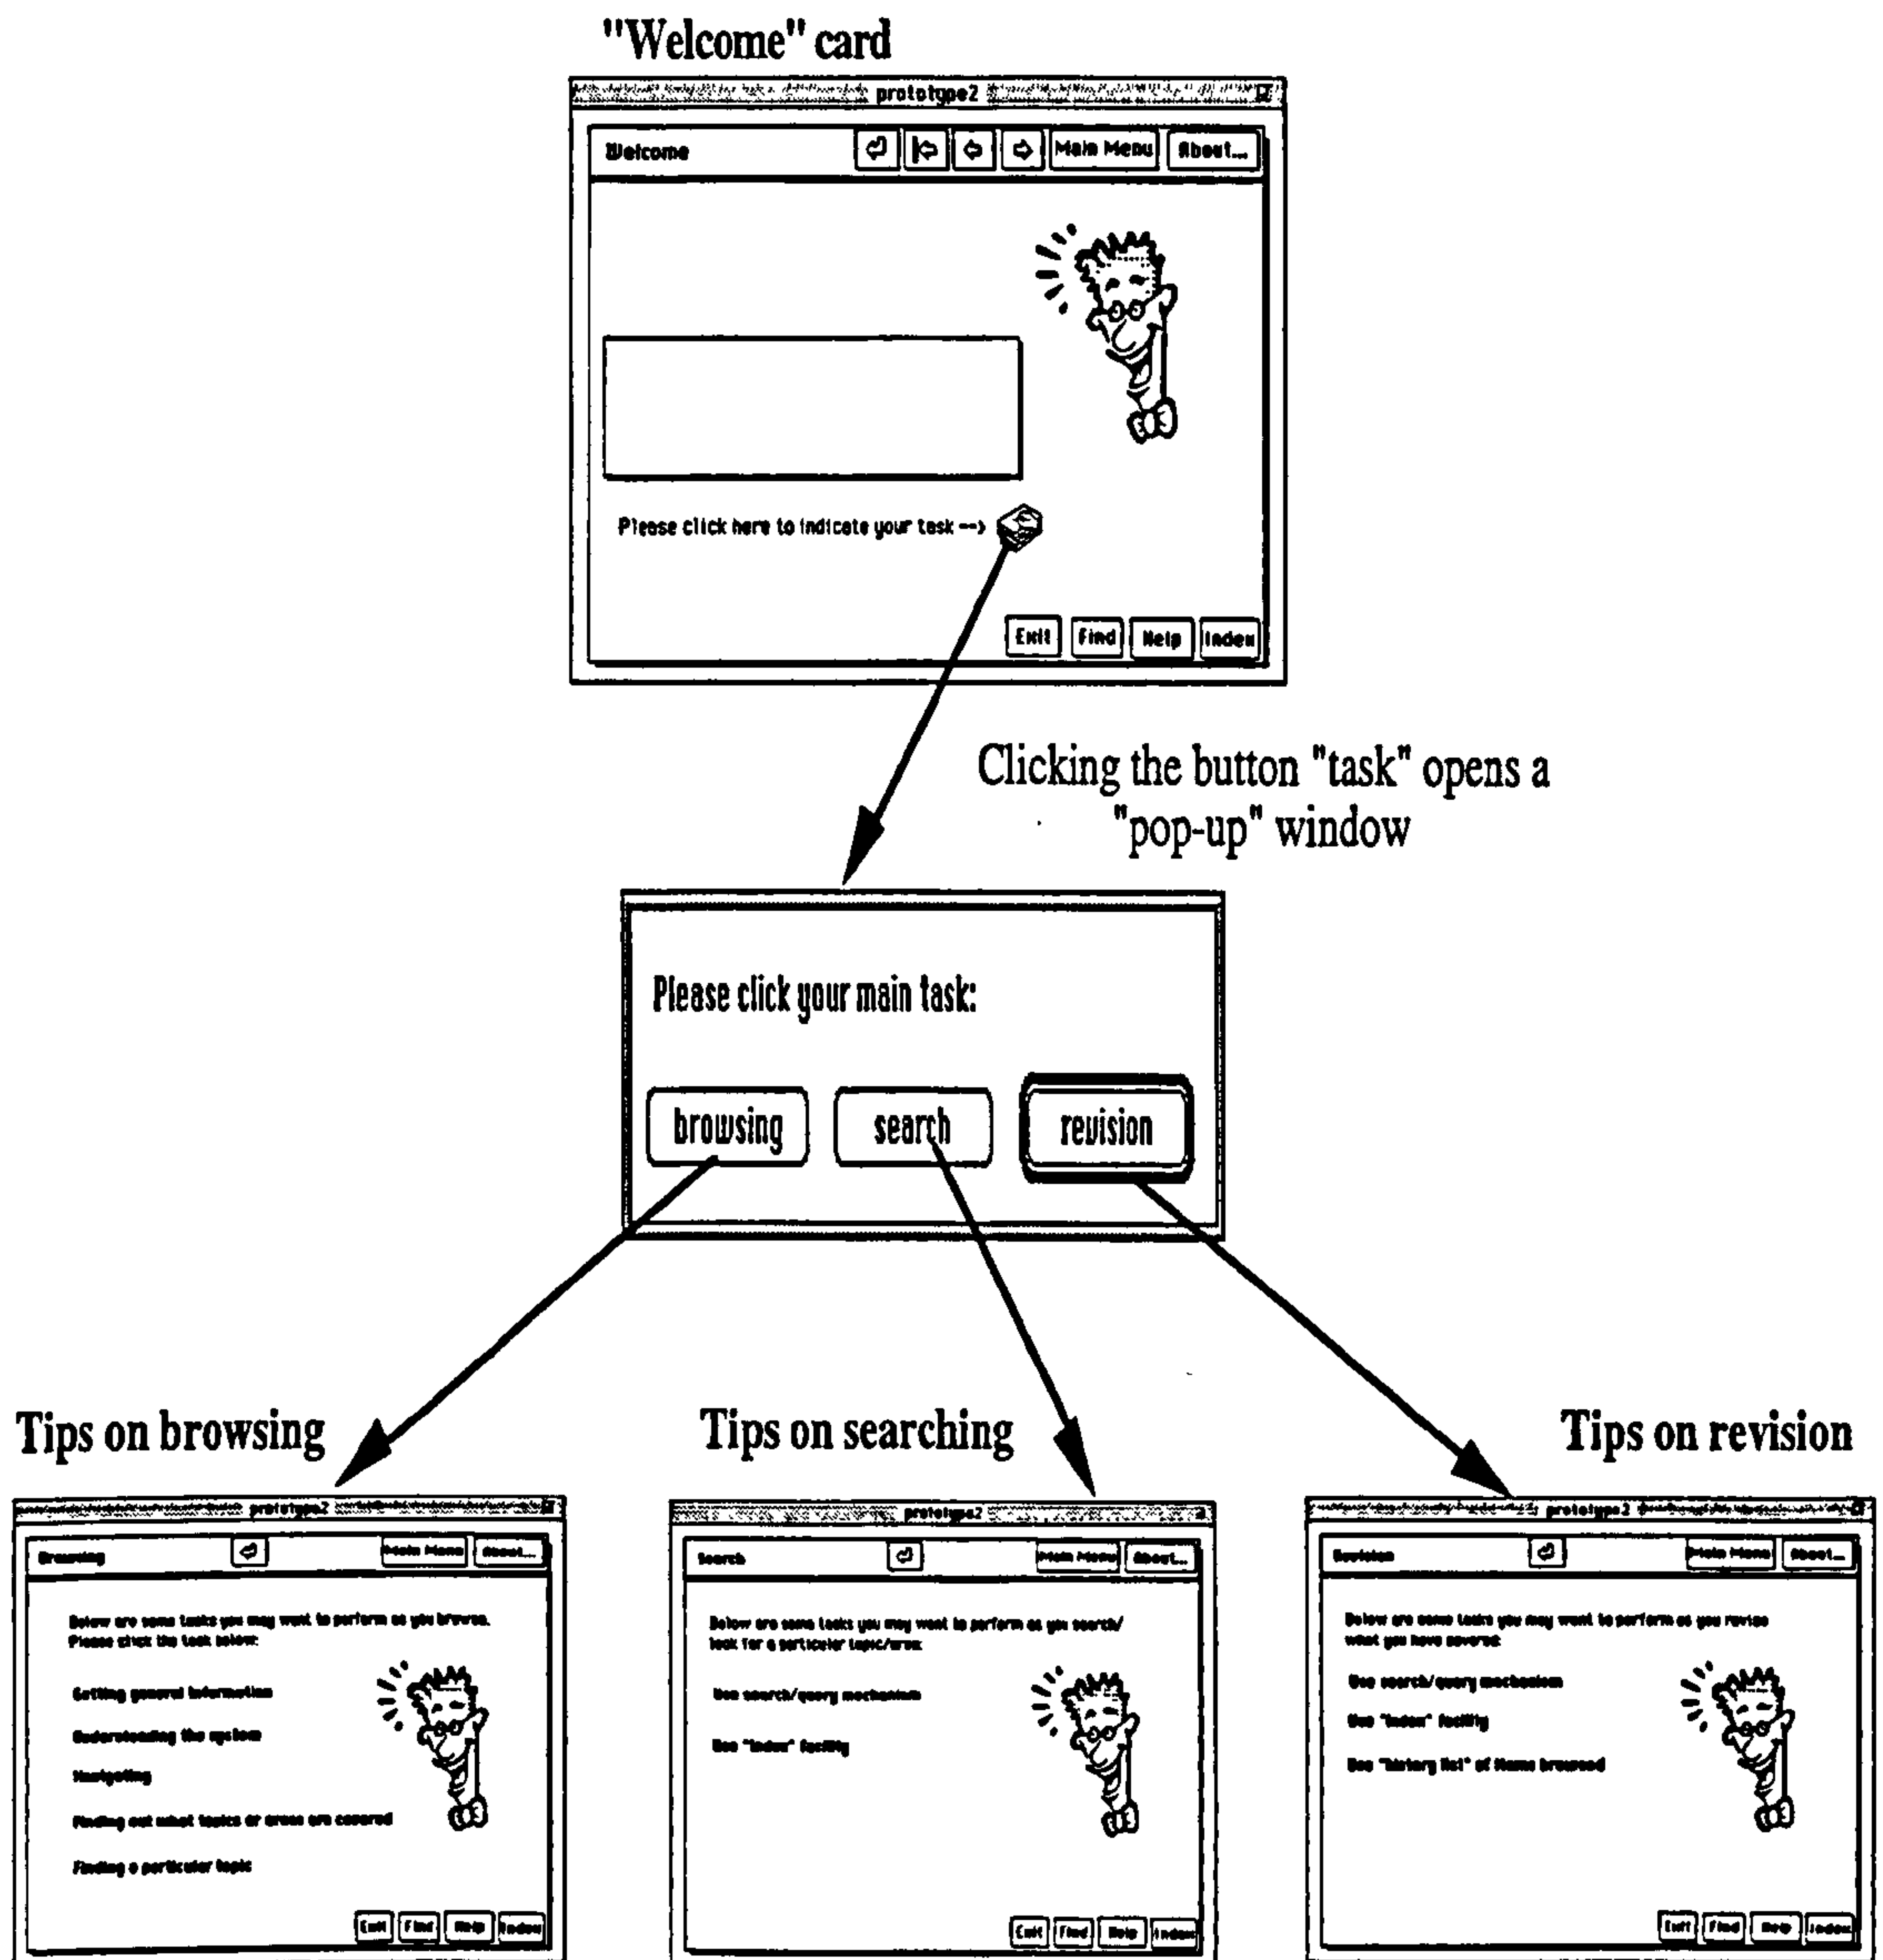 "Welcome" card
prototype2
Welcome
Main Menu
About...
Please click here to indicate your task -->
Exit
Find
Help
Index
Clicking the button "task" opens a
"pop-up" window
Please click your main task:
browsing
search
revision
Tips on browsing
Tips on searching
Tips on revision
prototype2
Browsing
Main Menu
About...
Below are some tasks you may want to perform as you browse.
Please click the task below:
Getting general information
Understanding the system
Navigating
Finding out what topics or areas are covered
Finding a particular topic
Exit
Find
Help
Index
prototype2
Search
Main Menu
About...
Below are some tasks you may want to perform as you search/
look for a particular topic/area:
Use search/query mechanism
Use "Index" facility
Exit
Find
Help
Index
prototype2
Revision
Main Menu
About...
Below are some tasks you may want to perform as you revise
what you have covered:
Use search/query mechanism
Use "Index" facility
Use "history list" of browsed
Exit
Find
Help
Index